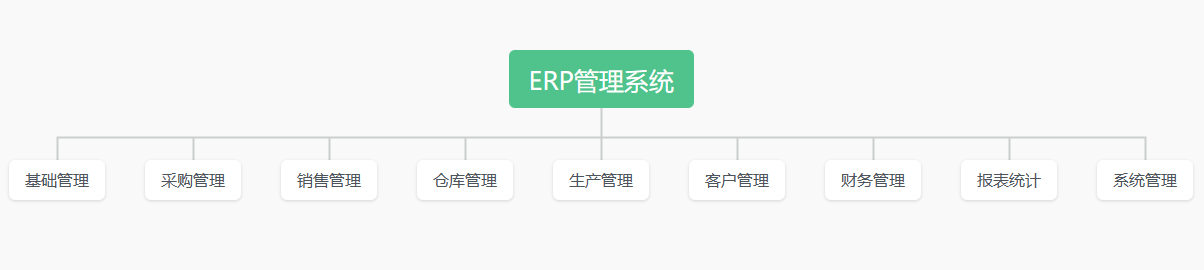 ERP管理系统
基础管理
采购管理
销售管理
仓库管理
生产管理
客户管理
财务管理
报表统计
系统管理